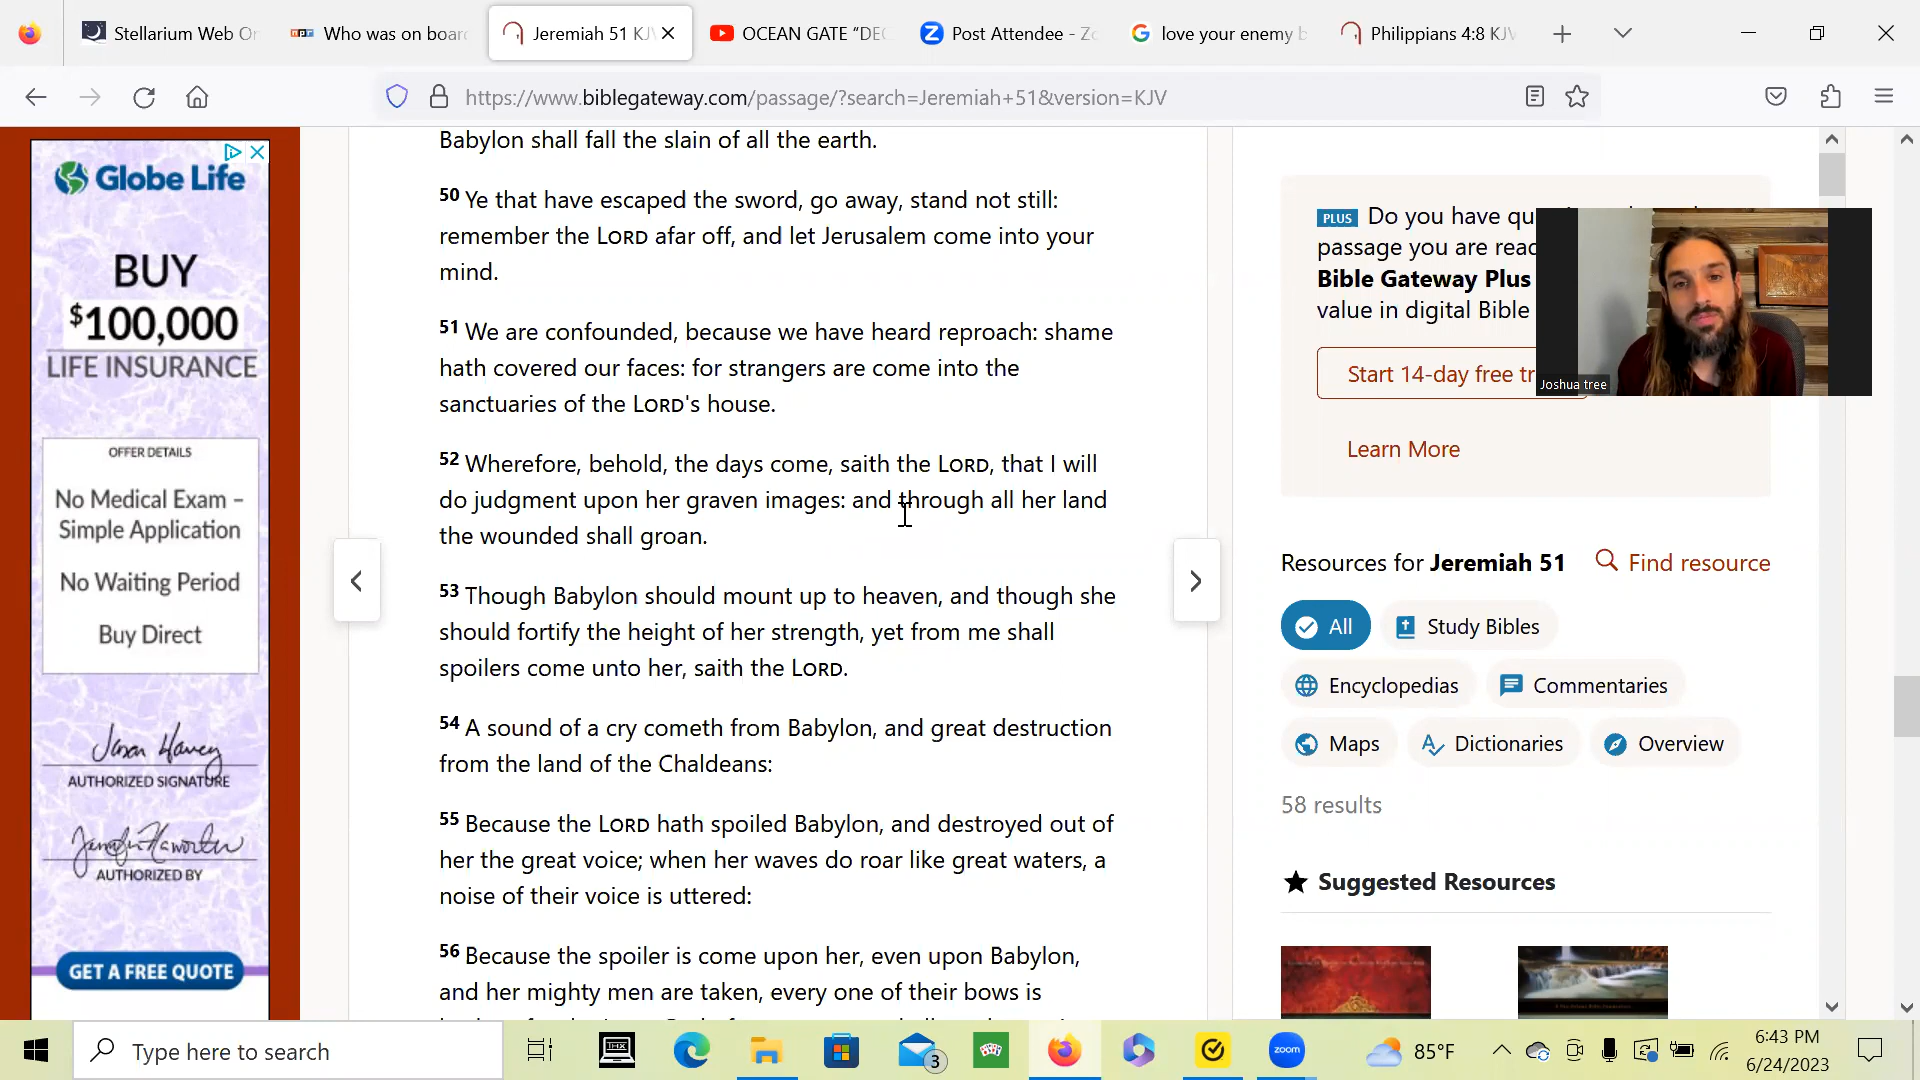 Stellarium Web On
Who was on board
Jeremiah 51 KJV
OCEAN GATE "DEC
Post Attendee - Zo
love your enemy b
Philippians 4:8 KJV
https://www.biblegateway.com/passage/?search=Jeremiah+51&version=KJV
Globe Life
BUY
$100,000
LIFE INSURANCE
OFFER DETAILS
No Medical Exam –
Simple Application
No Waiting Period
Buy Direct
AUTHORIZED SIGNATURE
AUTHORIZED BY
GET A FREE QUOTE
Babylon shall fall the slain of all the earth.
50 Ye that have escaped the sword, go away, stand not still:
remember the LORD afar off, and let Jerusalem come into your
mind.
51 We are confounded, because we have heard reproach: shame
hath covered our faces: for strangers are come into the
sanctuaries of the LORD's house.
52 Wherefore, behold, the days come, saith the LORD, that I will
do judgment upon her graven images: and through all her land
the wounded shall groan.
53 Though Babylon should mount up to heaven, and though she
should fortify the height of her strength, yet from me shall
spoilers come unto her, saith the LORD.
54 A sound of a cry cometh from Babylon, and great destruction
from the land of the Chaldeans:
55 Because the LORD hath spoiled Babylon, and destroyed out of
her the great voice; when her waves do roar like great waters, a
noise of their voice is uttered:
56 Because the spoiler is come upon her, even upon Babylon,
and her mighty men are taken, every one of their bows is
PLUS Do you have qu
passage you are read
Bible Gateway Plus
value in digital Bible
Start 14-day free tr
Learn More
Joshua tree
Resources for Jeremiah 51
Find resource
All
Study Bibles
Encyclopedias
Commentaries
Maps
Dictionaries
Overview
58 results
Suggested Resources
Type here to search
THX
3
zoom
85°F
6:43 PM
6/24/2023